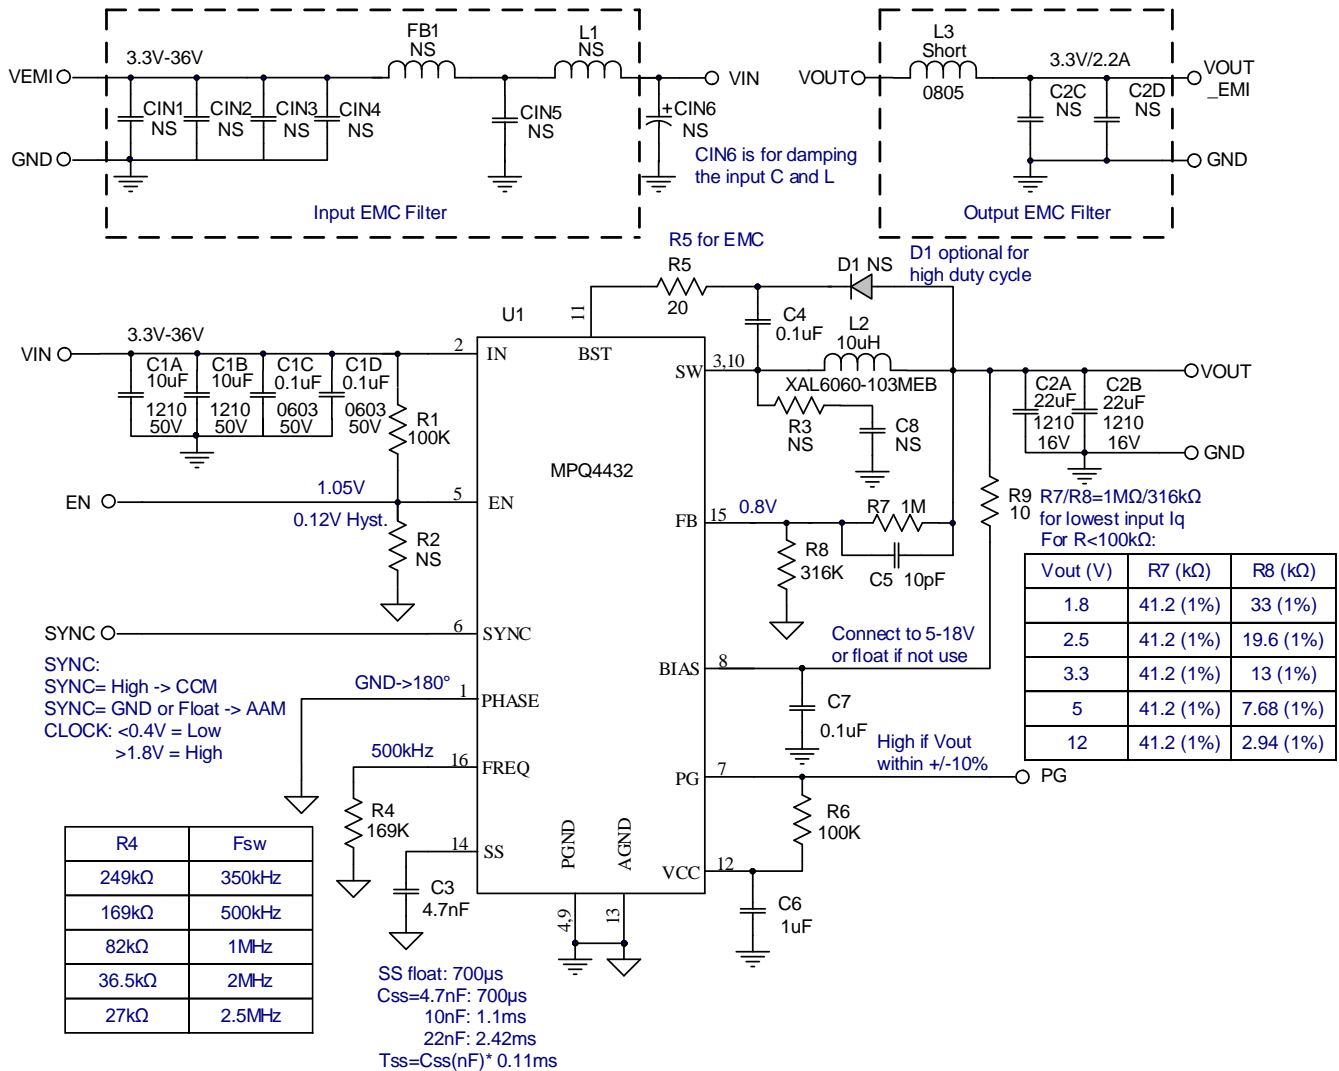 FB1
NS
L1
NS
3.3V-36V
VEMI
VIN
CIN1
NS
CIN2
NS
CIN3
NS
CIN4
NS
CIN5
NS
+
CIN6
NS
GND
CIN6 is for damping
the input C and L
Input EMC Filter
L3
Short
0805
VOUT
3.3V/2.2A
VOUT
_EMI
C2C
NS
C2D
NS
GND
Output EMC Filter
R5 for EMC
R5
20
D1 NS
D1 optional for
high duty cycle
U1
11
C4
0.1uF
L2
10uH
XAL6060-103MEB
VIN
3.3V-36V
C1A
10uF
1210
50V
C1B
10uF
1210
50V
C1C
0.1uF
0603
50V
C1D
0.1uF
0603
50V
2
IN
BST
SW
3,10
R1
100K
R3
NS
C8
NS
VOUT
C2A
22uF
1210
16V
C2B
22uF
1210
16V
GND
MPQ4432
EN
1.05V
0.12V Hyst.
5
EN
R2
NS
FB
15
0.8V
R7 1M
R8
316K
C5 10pF
R9
10
R7/R8=1MΩ/316kΩ
for lowest input Iq
For R<100kΩ:
Vout (V) R7 (kΩ) R8 (kΩ)
1.8 41.2 (1%) 33 (1%)
2.5 41.2 (1%) 19.6 (1%)
3.3 41.2 (1%) 13 (1%)
5 41.2 (1%) 7.68 (1%)
12 41.2 (1%) 2.94 (1%)
SYNC
6
SYNC
SYNC:
SYNC= High -> CCM
SYNC= GND or Float -> AAM
CLOCK: <0.4V = Low
>1.8V = High
GND->180°
1
PHASE
Connect to 5-18V
or float if not use
BIAS
8
C7
0.1uF
500kHz
16
FREQ
R4
169K
High if Vout
within +/-10%
PG
7
PG
R6
100K
14
SS
C3
4.7nF
PGND
AGND
4,9
13
VCC
12
C6
1uF
R4 Fsw
249kΩ 350kHz
169kΩ 500kHz
82kΩ 1MHz
36.5kΩ 2MHz
27kΩ 2.5MHz
SS float: 700µs
Css=4.7nF: 700µs
10nF: 1.1ms
22nF: 2.42ms
Tss=Css(nF)* 0.11ms